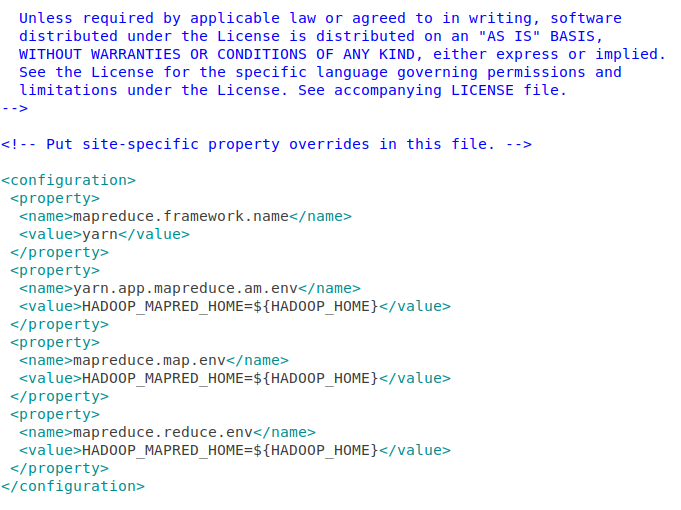 Unless required by applicable law or agreed to in writing, software
distributed under the License is distributed on an "AS IS" BASIS,
WITHOUT WARRANTIES OR CONDITIONS OF ANY KIND, either express or implied.
See the License for the specific language governing permissions and
limitations under the License. See accompanying LICENSE file.
-->
<!-- Put site-specific property overrides in this file. -->
<configuration>
<property>
<name>mapreduce.framework.name</name>
<value>yarn</value>
</property>
<property>
<name>yarn.app.mapreduce.am.env</name>
<value>HADOOP_MAPRED_HOME=${HADOOP_HOME}</value>
</property>
<property>
<name>mapreduce.map.env</name>
<value>HADOOP_MAPRED_HOME=${HADOOP_HOME}</value>
</property>
<property>
<name>mapreduce.reduce.env</name>
<value>HADOOP_MAPRED_HOME=${HADOOP_HOME}</value>
</property>
</configuration>